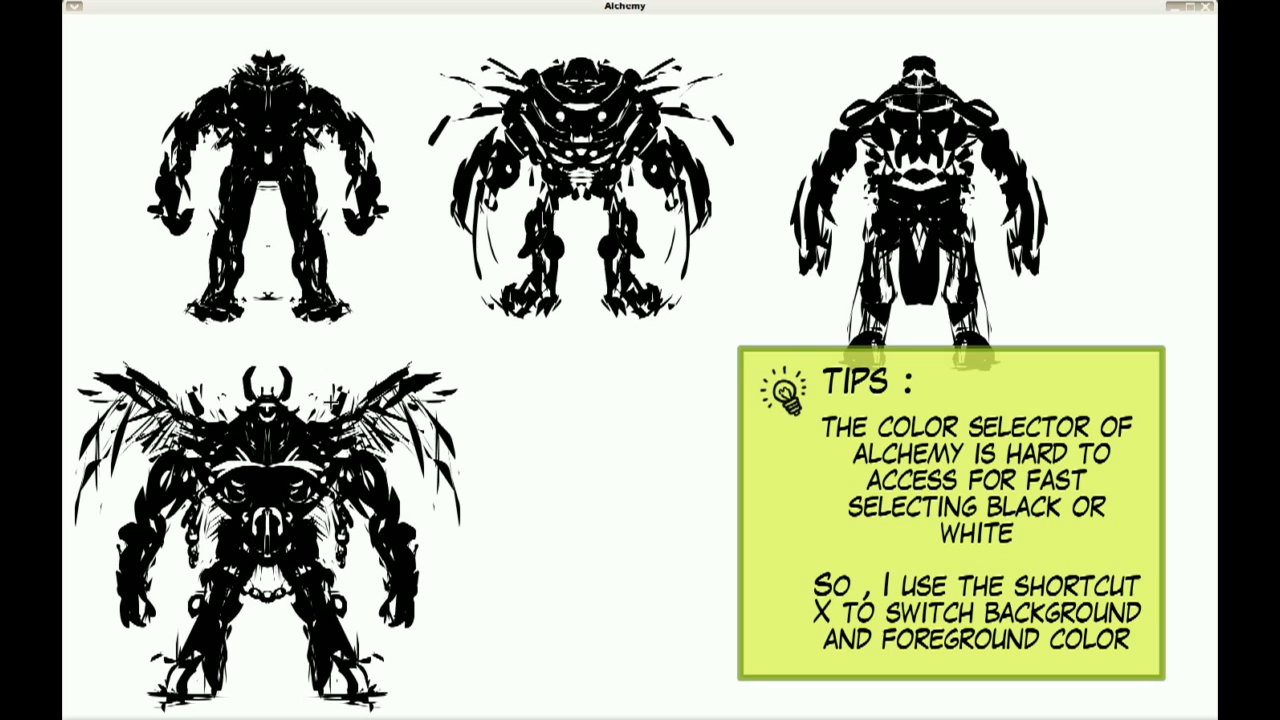 Alchemy
TIPS :
THE COLOR SELECTOR OF
ALCHEMY IS HARD TO
ACCESS FOR FAST
SELECTING BLACK OR
WHITE
SO , I USE THE SHORTCUT
X TO SWITCH BACKGROUND
AND FOREGROUND COLOR